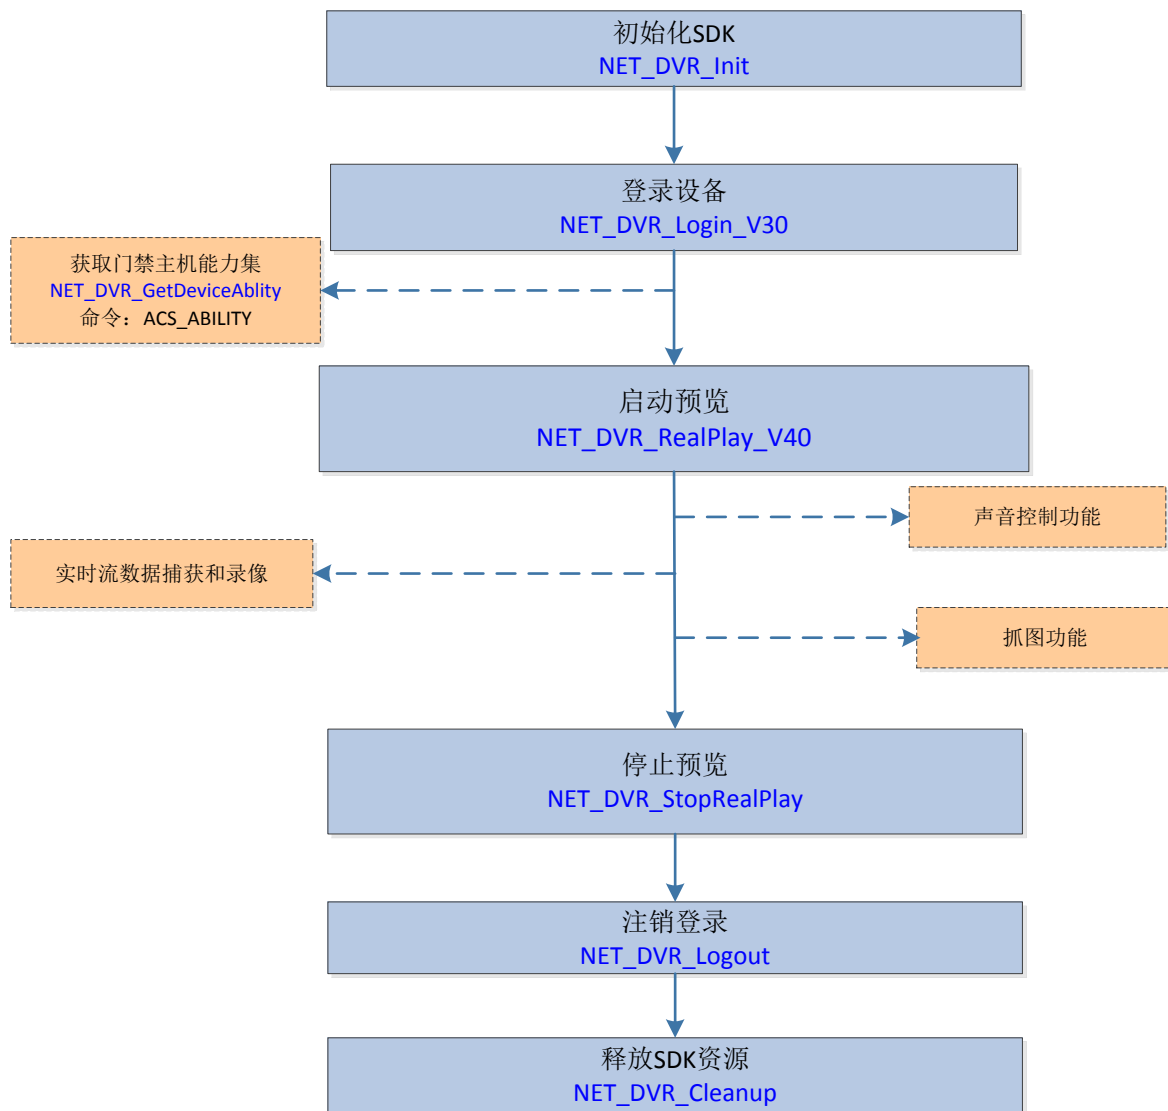 初始化SDK
NET_DVR_Init
登录设备
NET_DVR_Login_V30
获取门禁主机能力集
NET_DVR_GetDeviceAblity
命令：ACS_ABILITY
启动预览
NET_DVR_RealPlay_V40
声音控制功能
实时流数据捕获和录像
抓图功能
停止预览
NET_DVR_StopRealPlay
注销登录
NET_DVR_Logout
释放SDK资源
NET_DVR_Cleanup